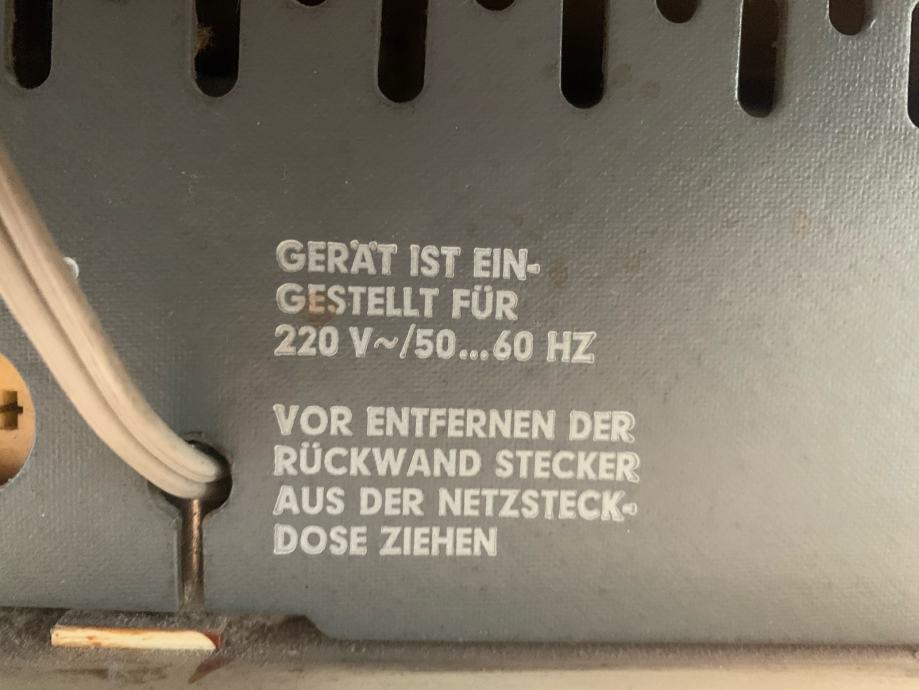 GERÄT IST EIN-
GESTELLT FÜR
220 V~/50...60 HZ
VOR ENTFERNEN DER
RÜCKWAND STECKER
AUS DER NETZSTECK-
DOSE ZIEHEN